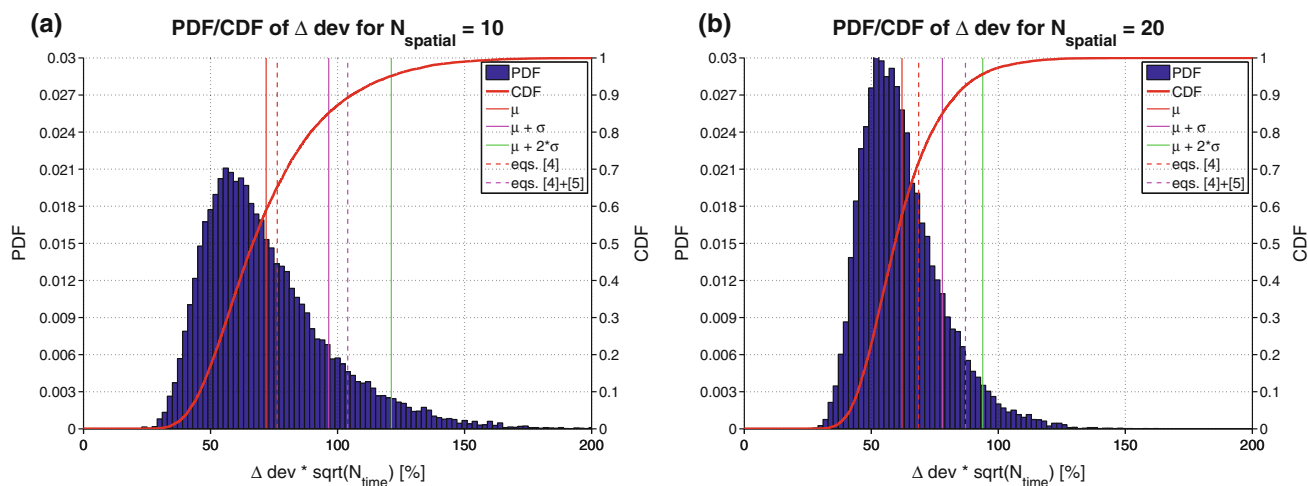 (a)
PDF/CDF of Δ dev for N_spatial = 10
0.03
0.027
0.024
0.021
0.018
0.015
0.012
0.009
0.006
0.003
0
PDF
1
0.9
0.8
0.7
0.6
0.5
0.4
0.3
0.2
0.1
0
CDF
PDF
CDF
μ
μ + σ
μ + 2*σ
eqs. [4]
eqs. [4]+[5]
0 50 100 150 200
Δ dev * sqrt(N_time) [%]
(b)
PDF/CDF of Δ dev for N_spatial = 20
0.03
0.027
0.024
0.021
0.018
0.015
0.012
0.009
0.006
0.003
0
PDF
1
0.9
0.8
0.7
0.6
0.5
0.4
0.3
0.2
0.1
0
CDF
PDF
CDF
μ
μ + σ
μ + 2*σ
eqs. [4]
eqs. [4]+[5]
0 50 100 150 200
Δ dev * sqrt(N_time) [%]